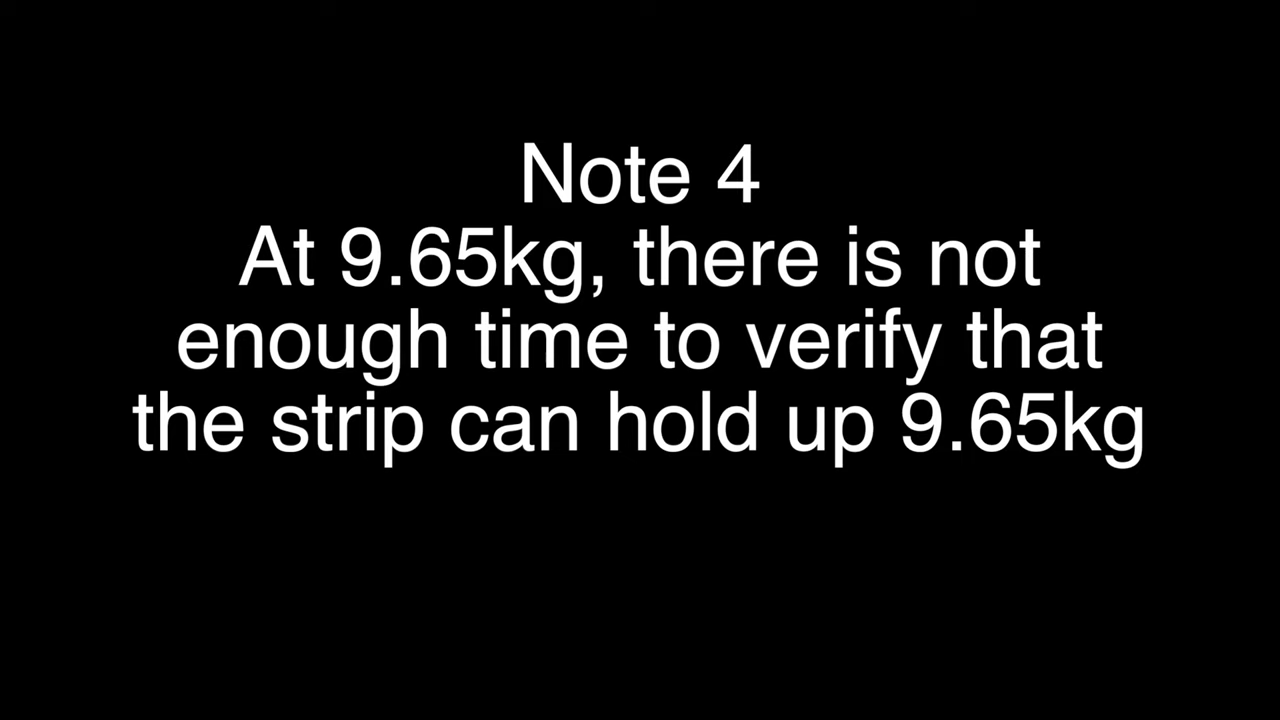 Note 4
At 9.65kg, there is not
enough time to verify that
the strip can hold up 9.65kg